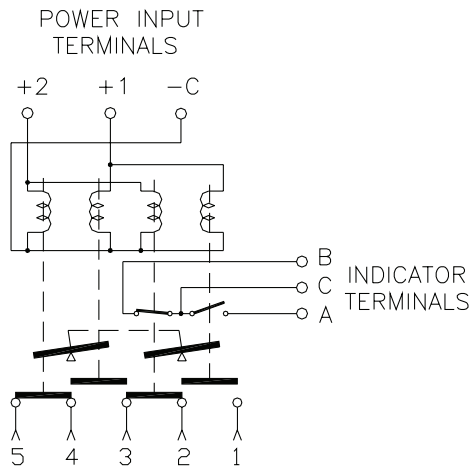 POWER INPUT
TERMINALS
+2 +1 -C
B
C
A
INDICATOR
TERMINALS
5 4 3 2 1